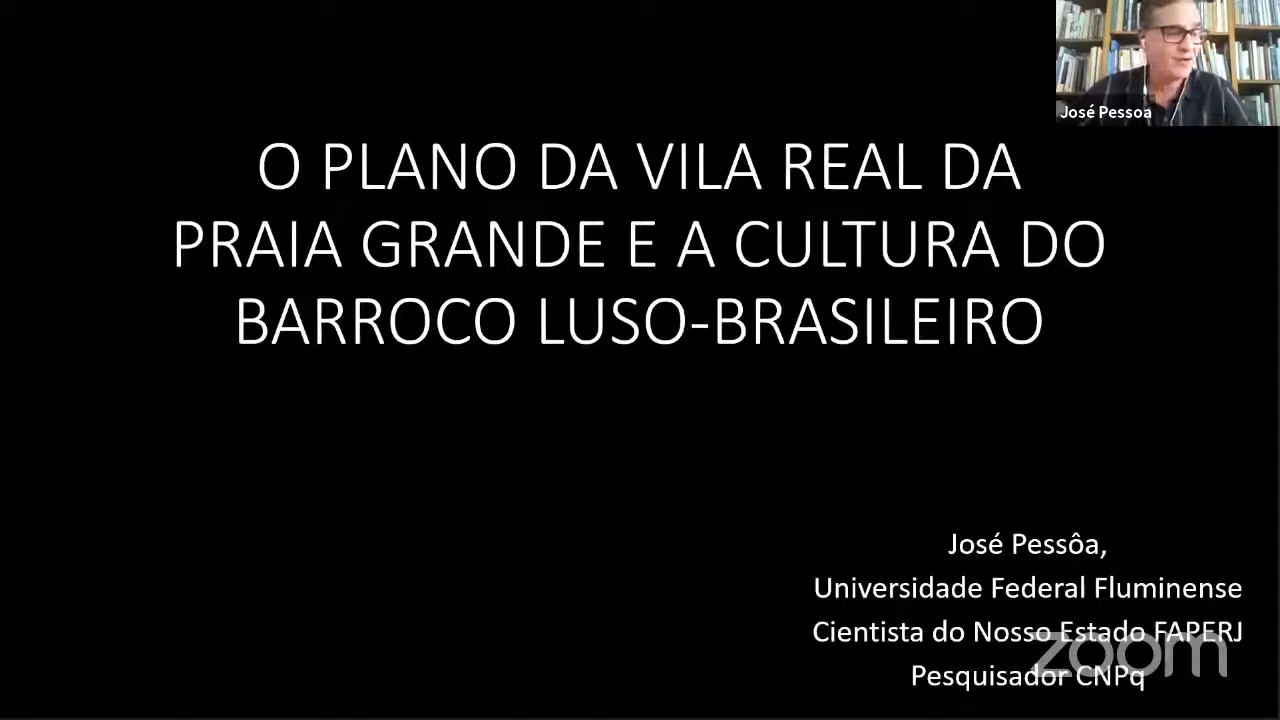 José Pessoa
O PLANO DA VILA REAL DA
PRAIA GRANDE E A CULTURA DO
BARROCO LUSO-BRASILEIRO
José Pessôa,
Universidade Federal Fluminense
Cientista do Nosso Estado FAPERJ
Pesquisador CNPq
zoom